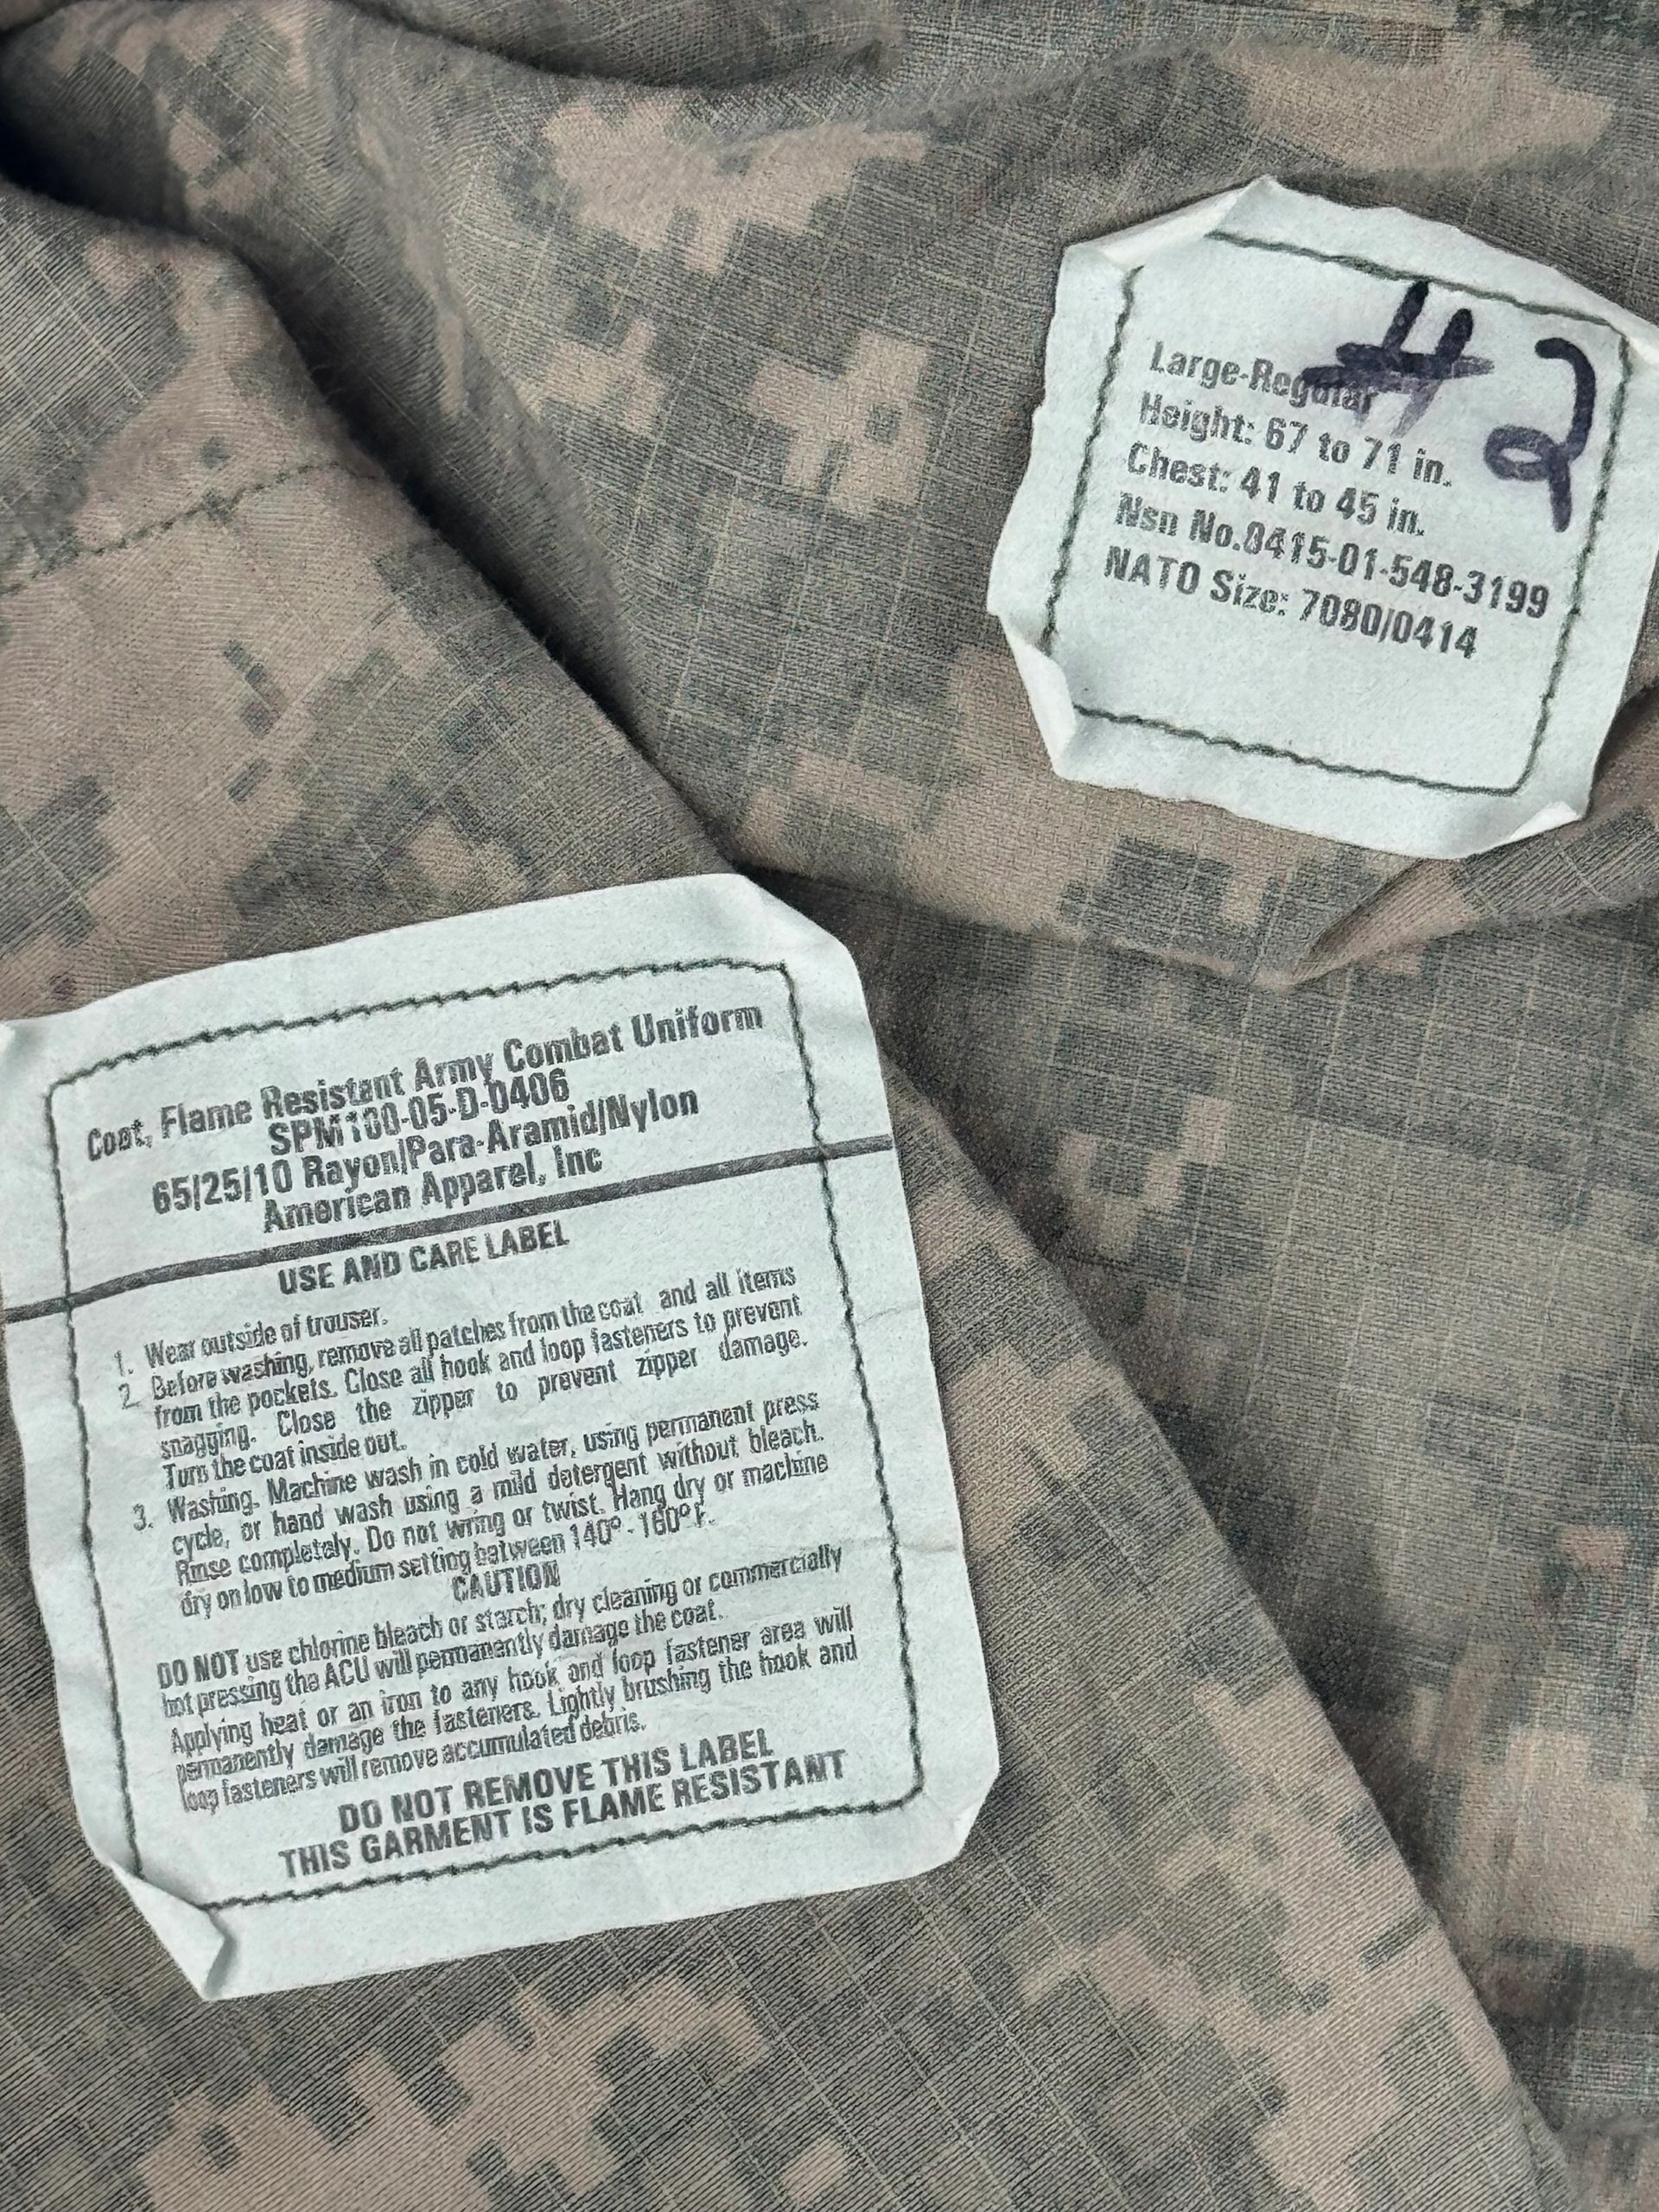 #2
Large-Regular
Height: 67 to 71 in.
Chest: 41 to 45 in.
Nsn No.8415-01-548-3199
NATO Size: 7080/0414
Coat, Flame Resistant Army Combat Uniform
SPM100-05-D-0406
65/25/10 Rayon/Para-Aramid/Nylon
American Apparel, Inc
USE AND CARE LABEL
1. Wear outside of trouser.
2. Before washing, remove all patches from the coat and all items
from the pockets. Close all hook and loop fasteners to prevent
snagging. Close the zipper to prevent zipper damage.
Turn the coat inside out.
3. Washing. Machine wash in cold water, using permanent press
cycle, or hand wash using a mild detergent without bleach.
Rinse completely. Do not wring or twist. Hang dry or machine
dry on low to medium setting between 140° - 160°F.
CAUTION
DO NOT use chlorine bleach or starch; dry cleaning or commercially
hot pressing the ACU will permanently damage the coat.
Applying heat or an iron to any hook and loop fastener area will
permanently damage the fasteners. Lightly brushing the hook and
loop fasteners will remove accumulated debris.
DO NOT REMOVE THIS LABEL
THIS GARMENT IS FLAME RESISTANT